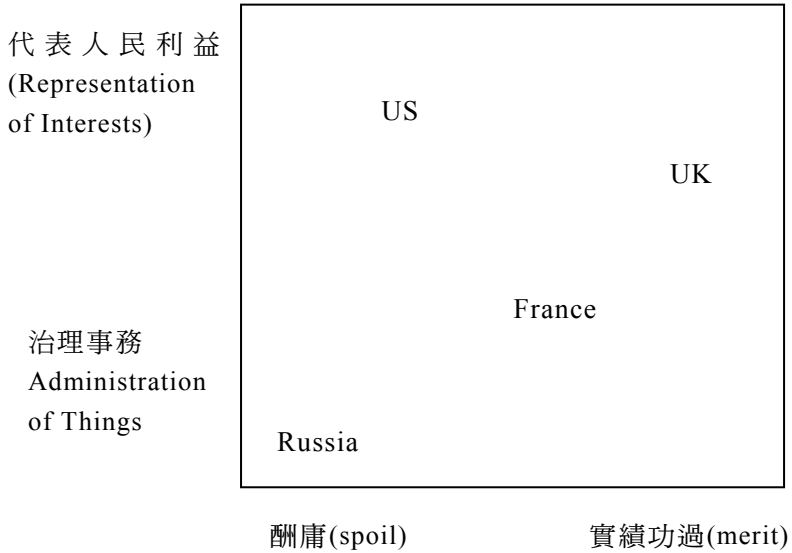 代表人民利益
(Representation
of Interests)
US
UK
France
治理事務
Administration
of Things
Russia
酬庸(spoil)
實績功過(merit)